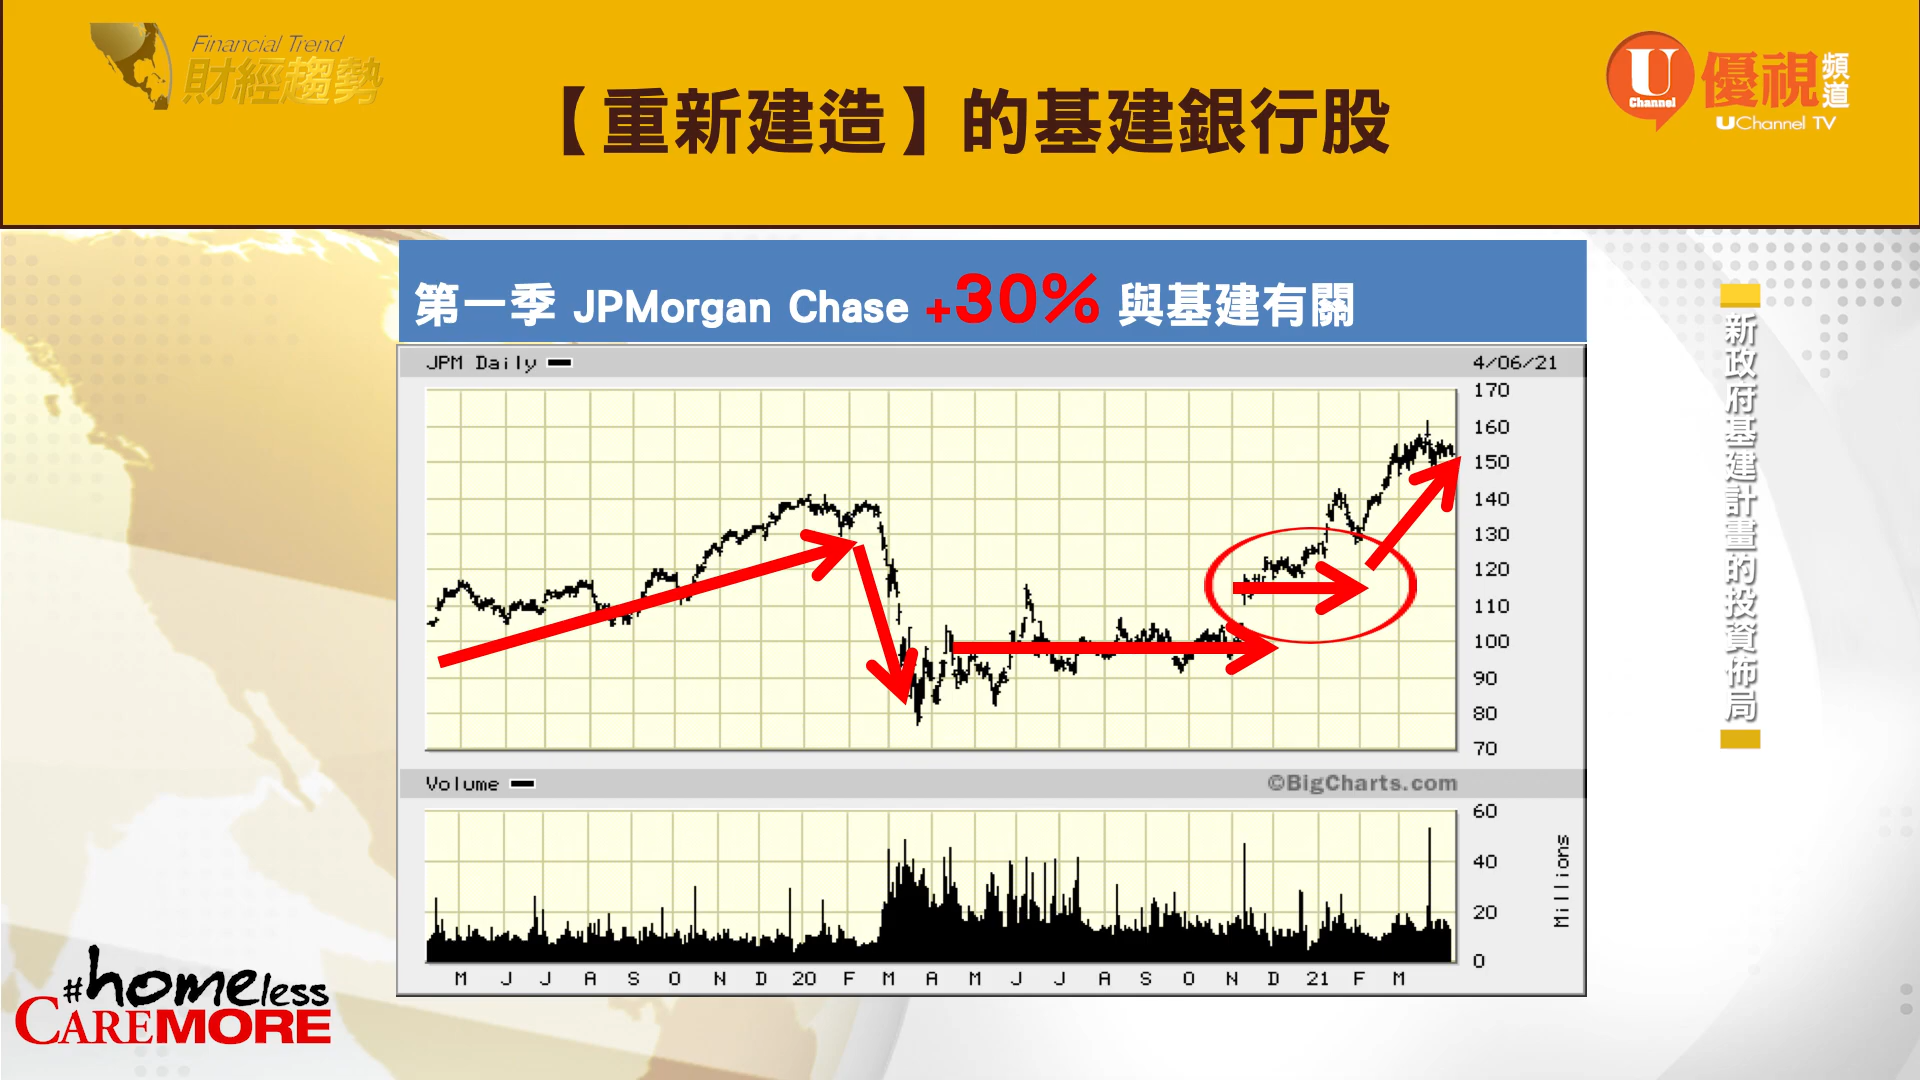 Financial Trend
財經趨勢
【重新建造】的基建銀行股
U
Channel
優視
頻道
UChannel TV
第一季 JPMorgan Chase +30% 與基建有關
JPM Daily
4/06/21
170
160
150
140
130
120
110
100
90
80
70
Volume
©BigCharts.com
60
40
20
0
Millions
M J J A S O N D 20 F M A M J J A S O N D 21 F M
新政府基建計畫的投資佈局
#homeless
CAREMORE